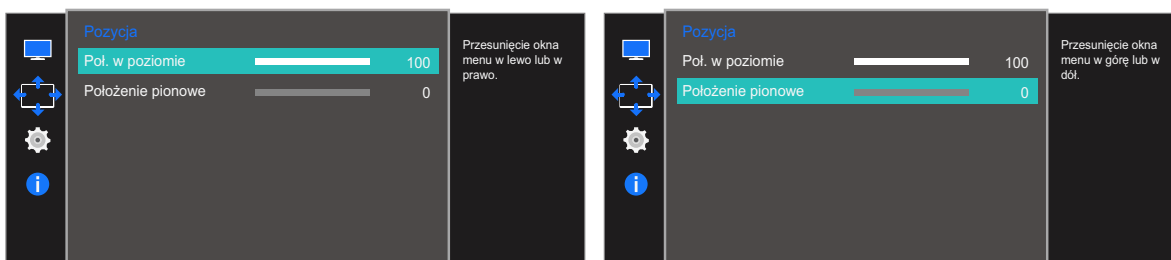 Pozycja
Poł. w poziomie 100
Położenie pionowe 0
Przesunięcie okna
menu w lewo lub w
prawo.
Pozycja
Poł. w poziomie 100
Położenie pionowe 0
Przesunięcie okna
menu w górę lub w
dół.